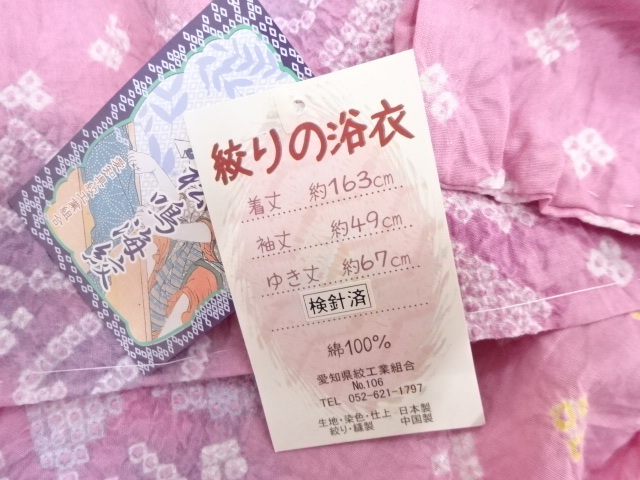 絞りの浴衣
着丈 約163cm
袖丈 約49cm
ゆき丈 約67cm
検針済
綿100%
愛知県絞工業組合
No.106
TEL 052-621-1797
生地・染色・仕上 日本製
絞り・縫製 中国製
鳴海絞